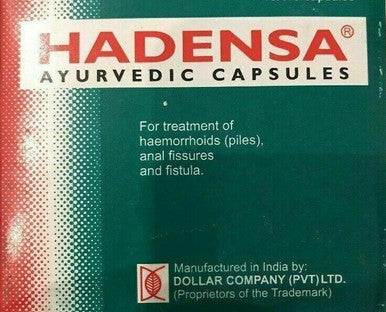 HADENSA®
AYURVEDIC CAPSULES
For treatment of
haemorrhoids (piles),
anal fissures
and fistula.
Manufactured in India by:
DOLLAR COMPANY (PVT) LTD.
(Proprietors of the Trademark)